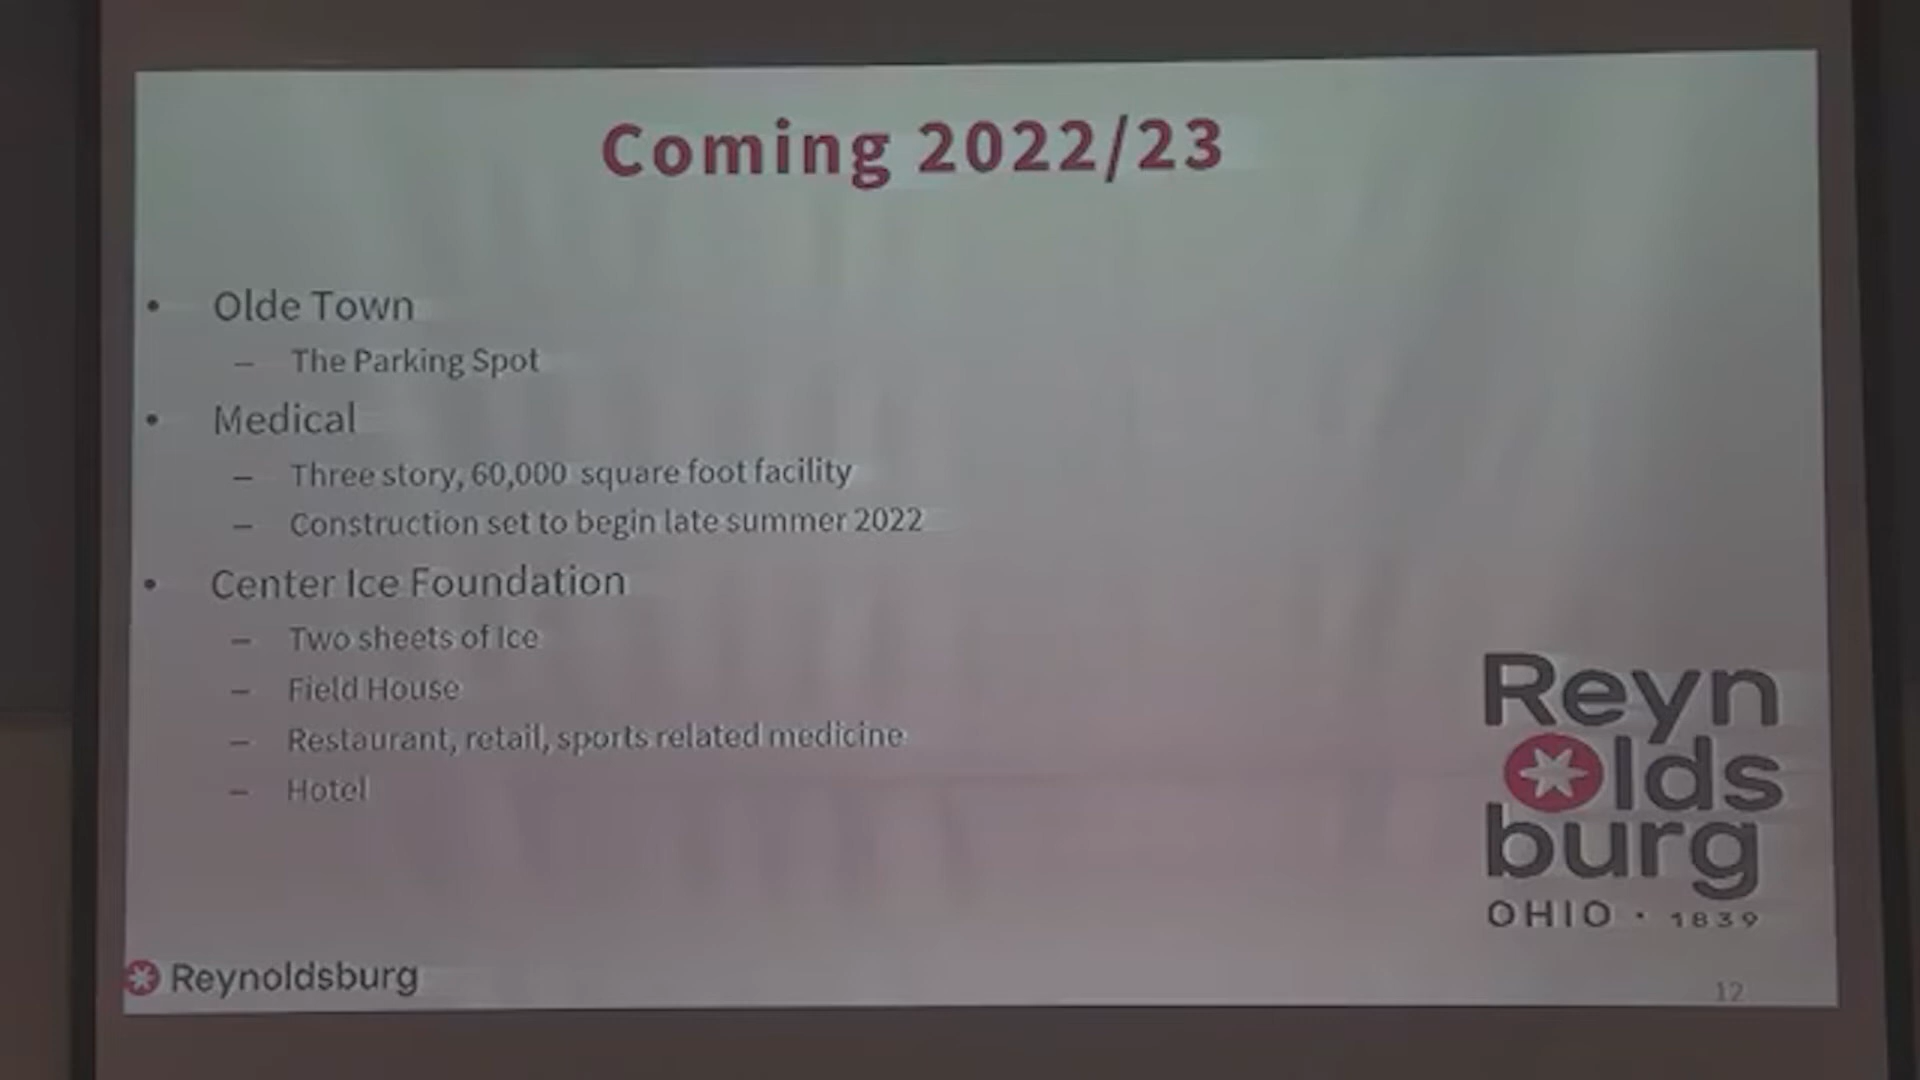 Coming 2022/23
• Olde Town
– The Parking Spot
• Medical
– Three story, 60,000 square foot facility
– Construction set to begin late summer 2022
• Center Ice Foundation
– Two sheets of Ice
– Field House
– Restaurant, retail, sports related medicine
– Hotel
Reyn
olds
burg
OHIO • 1839
Reynoldsburg
12